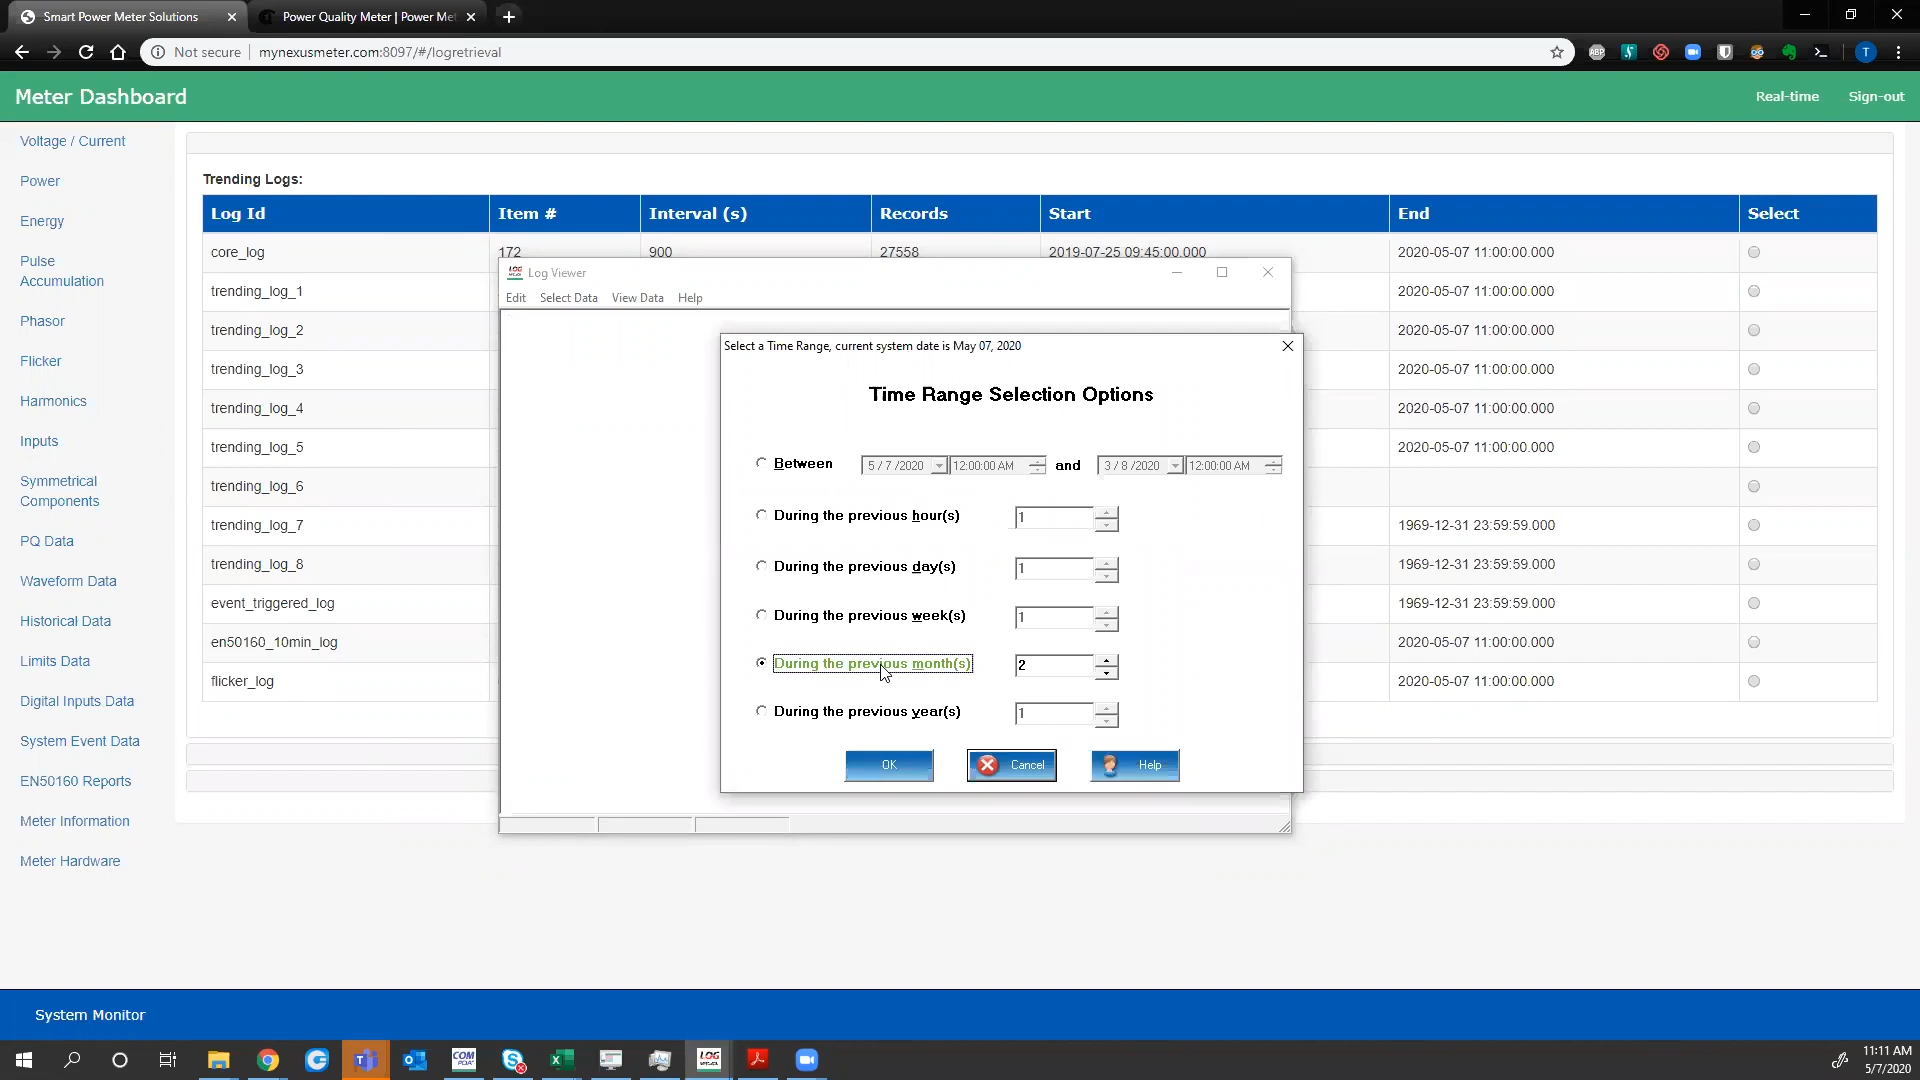 Smart Power Meter Solutions
Power Quality Meter | Power Met
Not secure
mynexusmeter.com:8097/#/logretrieval
ABP
T
Meter Dashboard
Real-time
Sign-out
Voltage / Current
Power
Energy
Pulse
Accumulation
Phasor
Flicker
Harmonics
Inputs
Symmetrical
Components
PQ Data
Waveform Data
Historical Data
Limits Data
Digital Inputs Data
System Event Data
EN50160 Reports
Meter Information
Meter Hardware
Trending Logs:
Log Id Item # Interval (s) Records Start End Select
core_log 172 900 27558 2019-07-25 09:45:00.000 2020-05-07 11:00:00.000
trending_log_1 2020-05-07 11:00:00.000
trending_log_2 2020-05-07 11:00:00.000
trending_log_3 2020-05-07 11:00:00.000
trending_log_4 2020-05-07 11:00:00.000
trending_log_5 2020-05-07 11:00:00.000
trending_log_6
trending_log_7 1969-12-31 23:59:59.000
trending_log_8 1969-12-31 23:59:59.000
event_triggered_log 1969-12-31 23:59:59.000
en50160_10min_log 2020-05-07 11:00:00.000
flicker_log 2020-05-07 11:00:00.000
LOG
Log Viewer
Edit Select Data View Data Help
Select a Time Range, current system date is May 07, 2020
Time Range Selection Options
Between 5 / 7 /2020 12:00:00 AM and 3 / 8 /2020 12:00:00 AM
During the previous hour(s) 1
During the previous day(s) 1
During the previous week(s) 1
During the previous month(s) 2
During the previous year(s) 1
OK Cancel Help
System Monitor
COM
LOG
11:11 AM
5/7/2020